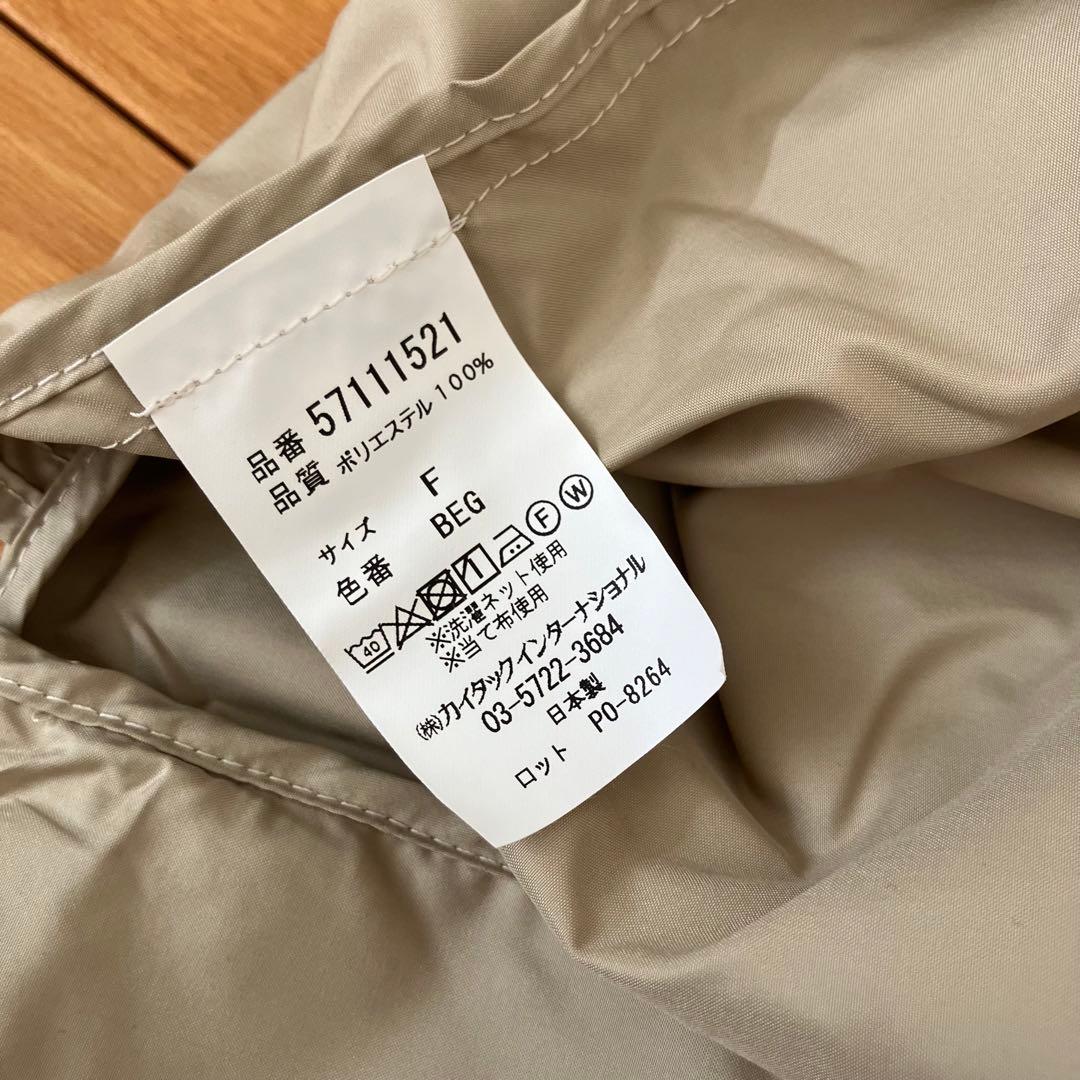 品番 57111521
品質 ポリエステル 100%
サイズ F
色番 BEG
40 F W
※洗濯ネット使用
※当て布使用
㈱カイタックインターナショナル
03-5722-3684
日本製
ロット PO-8264